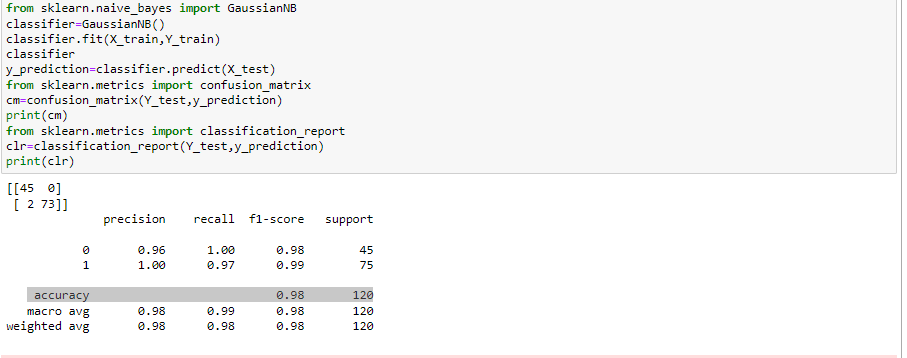 from sklearn.naive_bayes import GaussianNB
classifier=GaussianNB()
classifier.fit(X_train,Y_train)
classifier
y_prediction=classifier.predict(X_test)
from sklearn.metrics import confusion_matrix
cm=confusion_matrix(Y_test,y_prediction)
print(cm)
from sklearn.metrics import classification_report
clr=classification_report(Y_test,y_prediction)
print(clr)
[[45  0]
 [ 2 73]]
              precision    recall  f1-score   support
           0       0.96      1.00      0.98        45
           1       1.00      0.97      0.99        75
    accuracy                           0.98       120
   macro avg       0.98      0.99      0.98       120
weighted avg       0.98      0.98      0.98       120